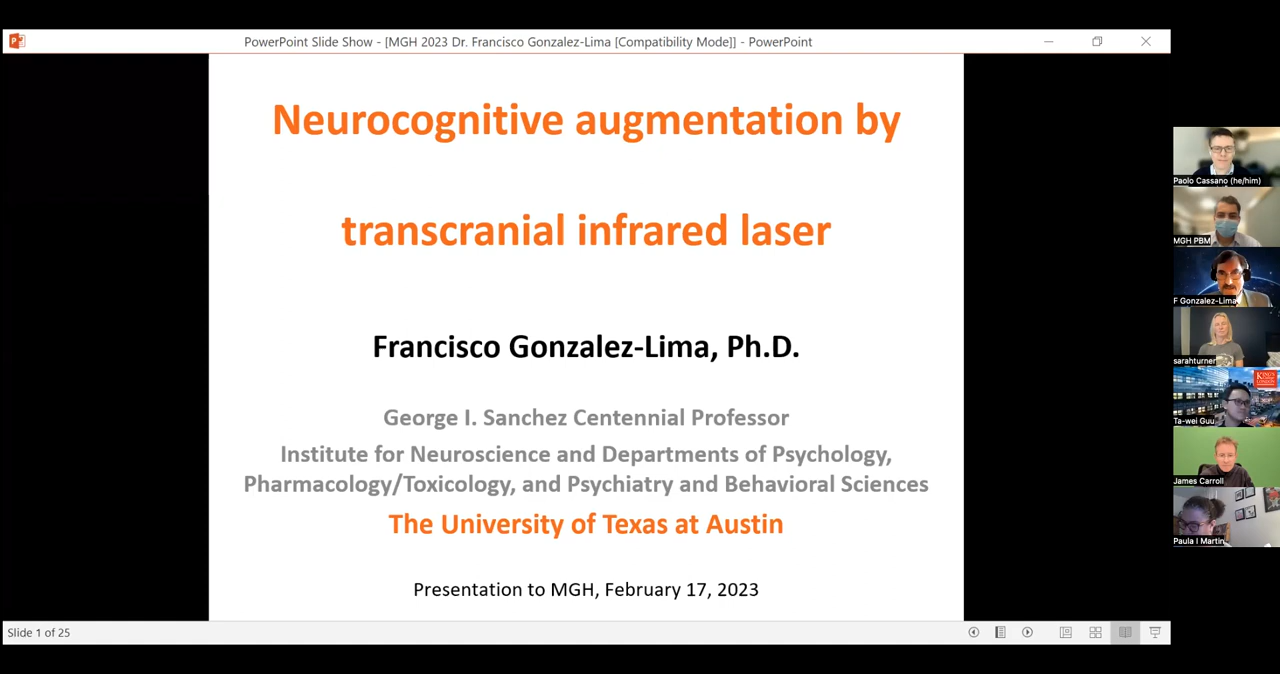 PowerPoint Slide Show - [MGH 2023 Dr. Francisco Gonzalez-Lima [Compatibility Mode]] - PowerPoint
Neurocognitive augmentation by
transcranial infrared laser
Francisco Gonzalez-Lima, Ph.D.
George I. Sanchez Centennial Professor
Institute for Neuroscience and Departments of Psychology,
Pharmacology/Toxicology, and Psychiatry and Behavioral Sciences
The University of Texas at Austin
Presentation to MGH, February 17, 2023
Slide 1 of 25
Paolo Cassano (he/him)
MGH PBM
F Gonzalez-Lima
sarahturner
KING'S
LONDON
Ta-wei Guu
James Carroll
Paula I Martin